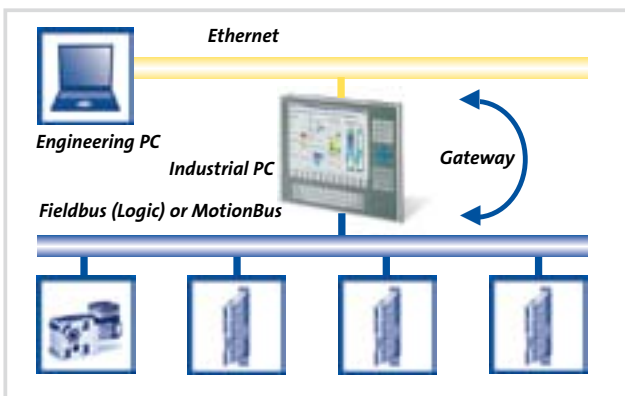 Ethernet
Engineering PC
Industrial PC
Gateway
Fieldbus (Logic) or MotionBus